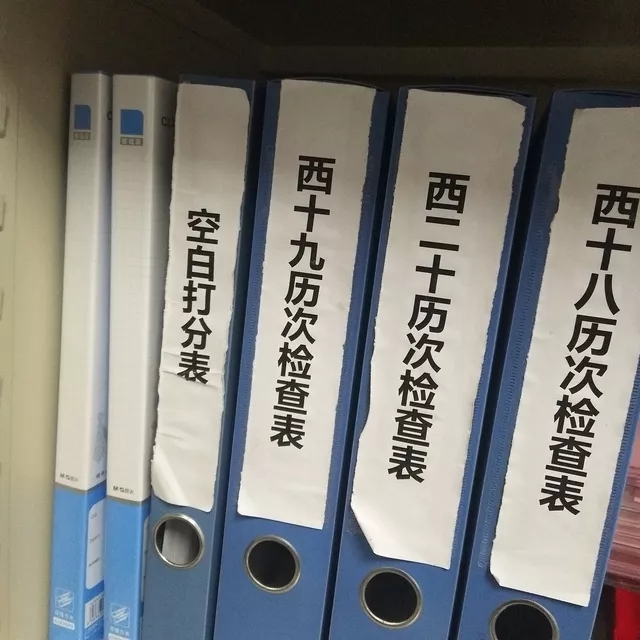 空白打分表
西十九历次检查表
西二十历次检查表
西十八历次检查表